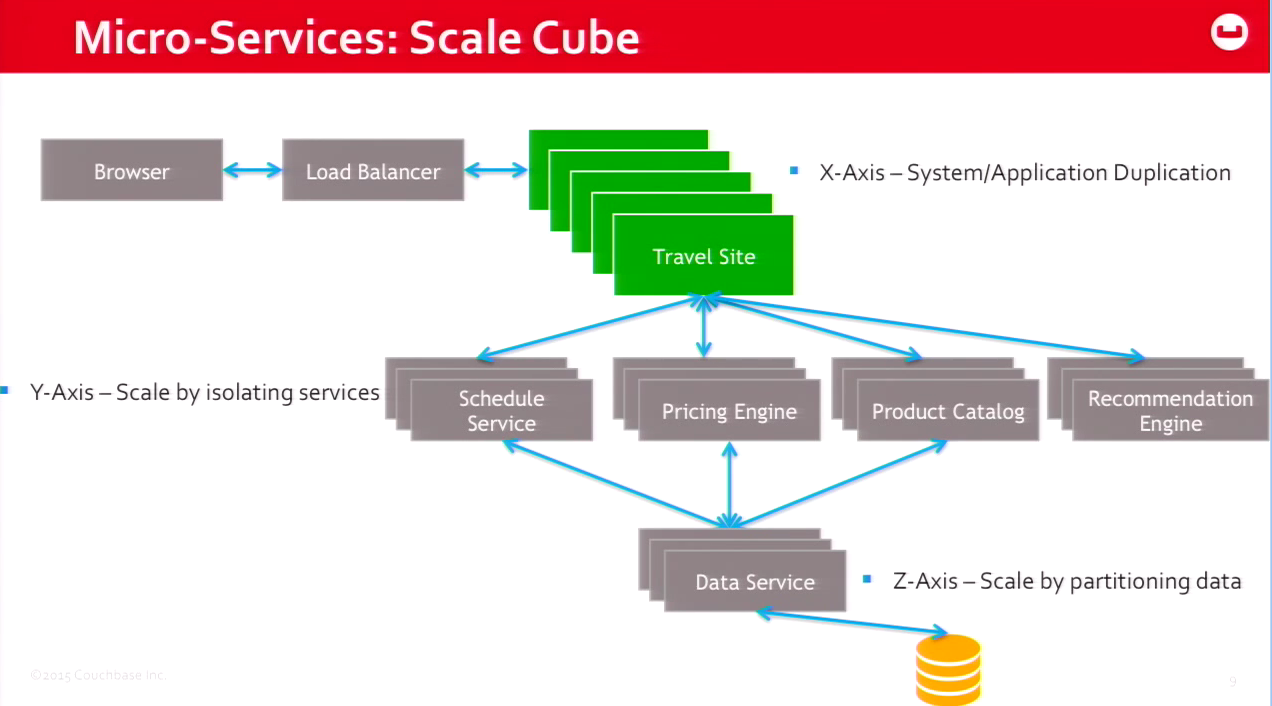 Micro-Services: Scale Cube
Browser
Load Balancer
X-Axis – System/Application Duplication
Travel Site
Y-Axis – Scale by isolating services
Schedule
Service
Pricing Engine
Product Catalog
Recommendation
Engine
Data Service
Z-Axis – Scale by partitioning data
©2015 Couchbase Inc.
9